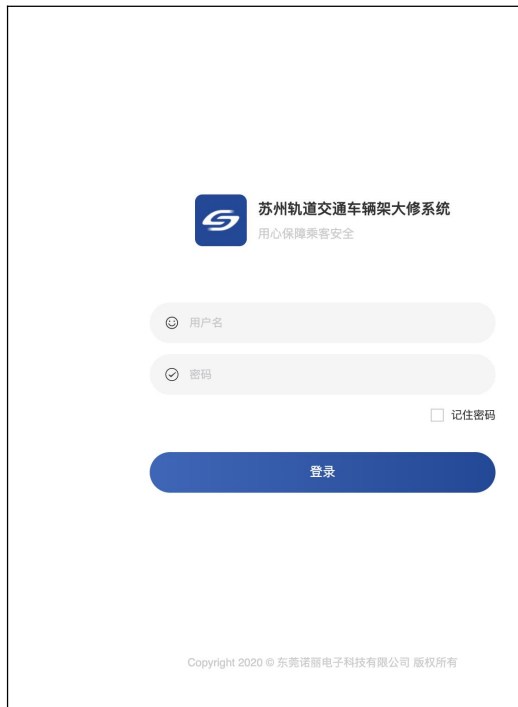 苏州轨道交通车辆架大修系统
用心保障乘客安全
用户名
密码
记住密码
登录
Copyright 2020 © 东莞诺丽电子科技有限公司 版权所有